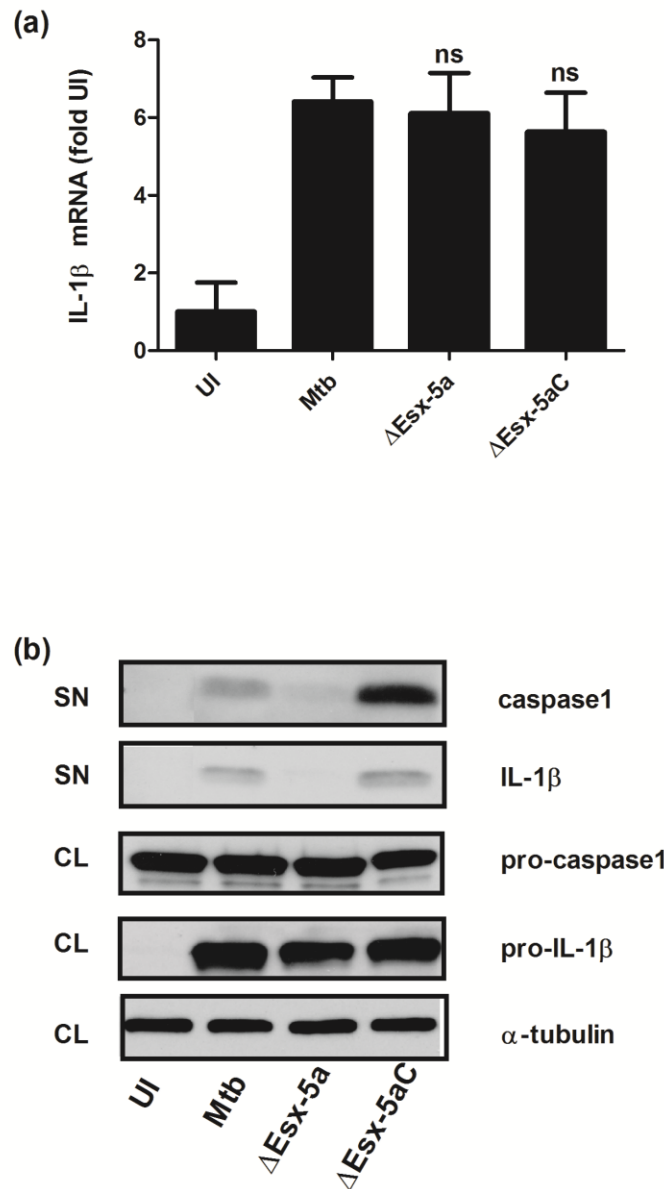 (a)
ns
ns
8
6
4
2
0
IL-1β mRNA (fold UI)
UI
Mtb
ΔEsx-5a
ΔEsx-5aC
(b)
SN caspase1
SN IL-1β
CL pro-caspase1
CL pro-IL-1β
CL α-tubulin
UI
Mtb
ΔEsx-5a
ΔEsx-5aC